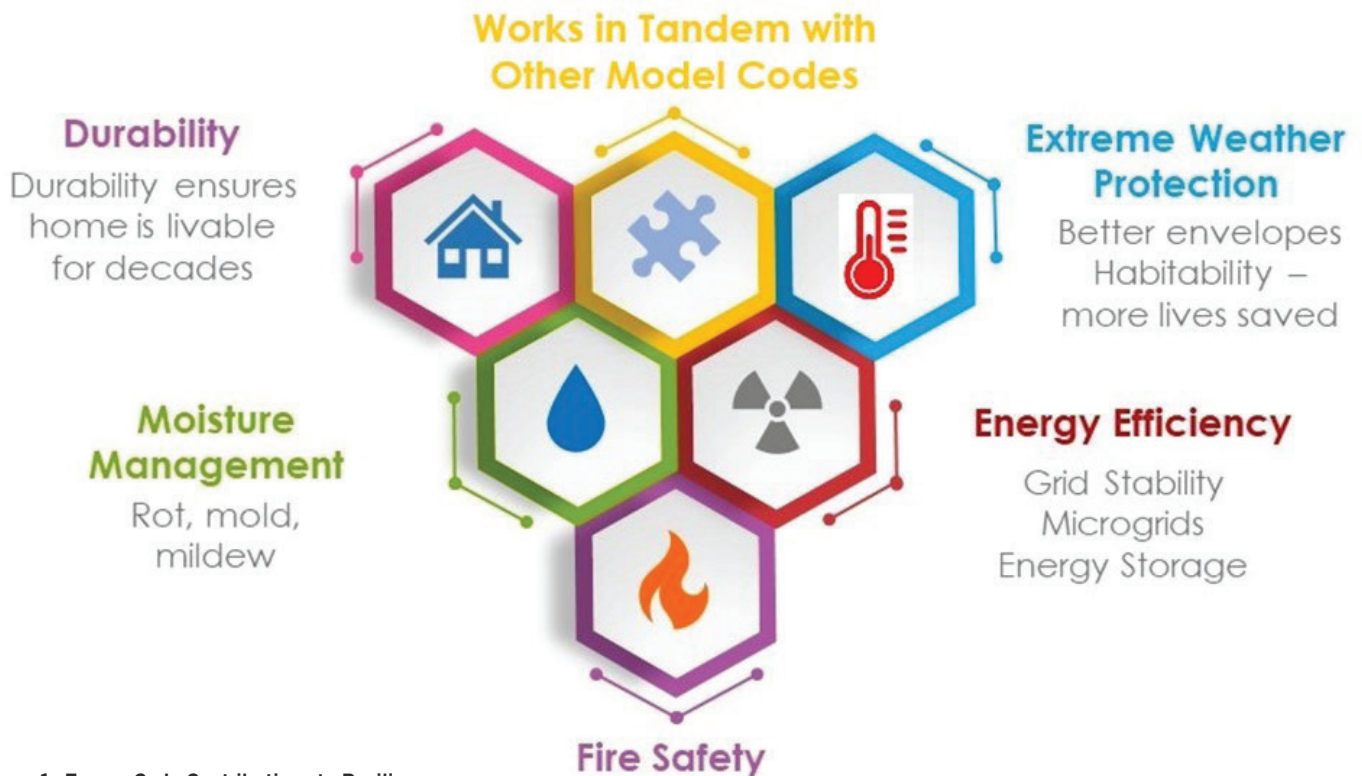 Works in Tandem with
Other Model Codes
Durability
Durability ensures
home is livable
for decades
Extreme Weather
Protection
Better envelopes
Habitability –
more lives saved
Moisture
Management
Rot, mold,
mildew
Energy Efficiency
Grid Stability
Microgrids
Energy Storage
Fire Safety